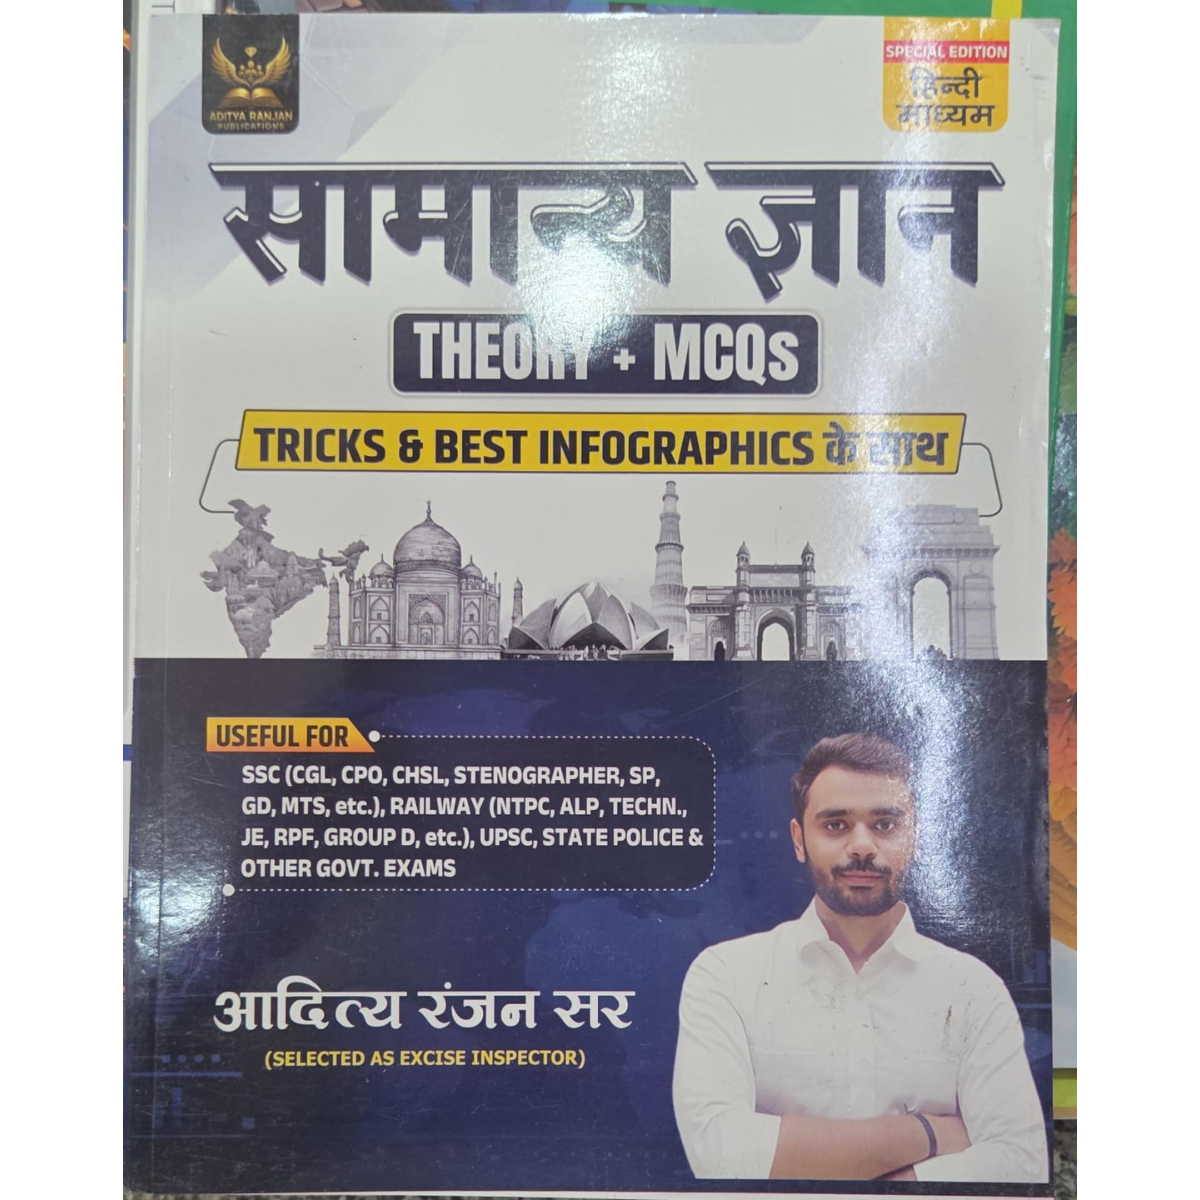 ADITYA RANJAN
PUBLICATIONS
SPECIAL EDITION
हिन्दी
माध्यम
सामान्य ज्ञान
THEORY + MCQs
TRICKS & BEST INFOGRAPHICS के साथ
USEFUL FOR
SSC (CGL, CPO, CHSL, STENOGRAPHER, SP,
GD, MTS, etc.), RAILWAY (NTPC, ALP, TECHN.,
JE, RPF, GROUP D, etc.), UPSC, STATE POLICE &
OTHER GOVT. EXAMS
आदित्य रंजन सर
(SELECTED AS EXCISE INSPECTOR)